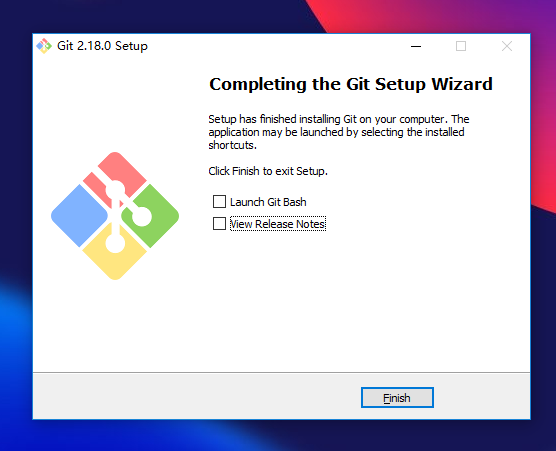 Git 2.18.0 Setup
Completing the Git Setup Wizard
Setup has finished installing Git on your computer. The
application may be launched by selecting the installed
shortcuts.
Click Finish to exit Setup.
Launch Git Bash
View Release Notes
Finish